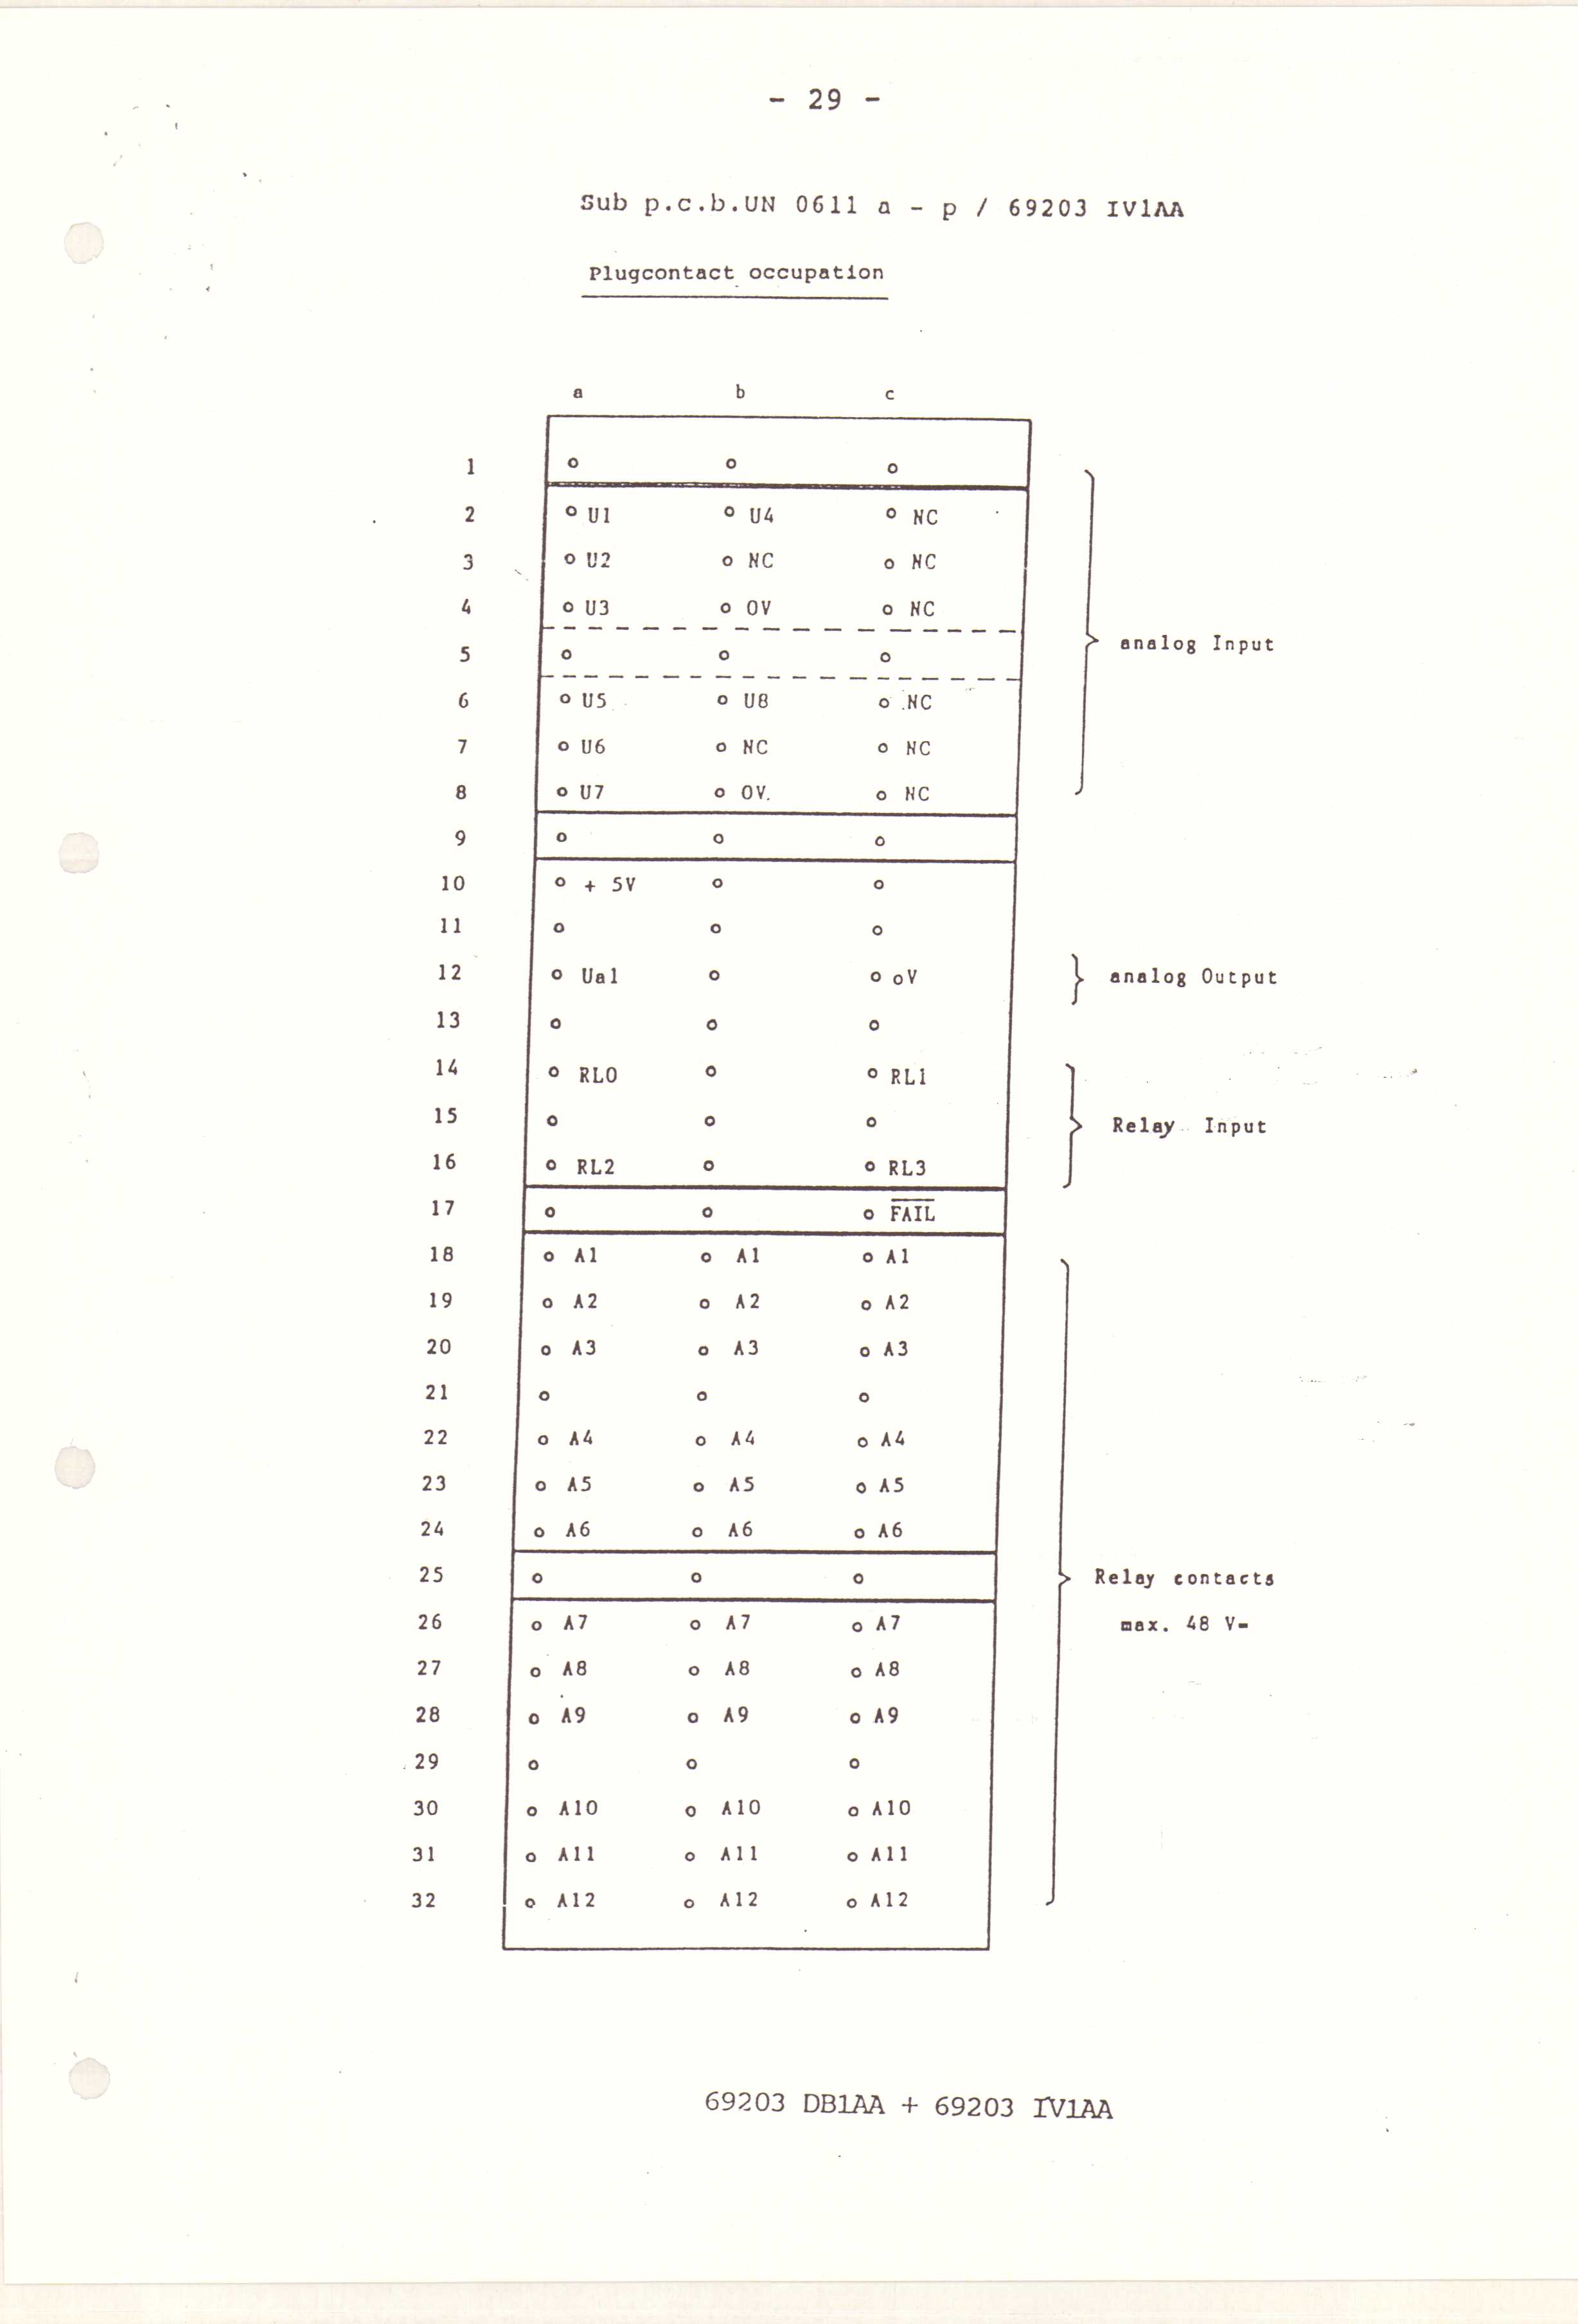 - 29 -
Sub p.c.b.UN 0611 a - p / 69203 IV1AA
Plugcontact occupation
a b c
1
2 U1 U4 NC
3 U2 NC NC
4 U3 OV NC
analog Input
5
6 U5 U8 NC
7 U6 NC NC
8 U7 OV. NC
9
10 + 5V
11
12 Ua1 oV analog Output
13
14 RL0 RL1
15 Relay Input
16 RL2 RL3
17 F̅A̅I̅L̅
18 A1 A1 A1
19 A2 A2 A2
20 A3 A3 A3
21
22 A4 A4 A4
23 A5 A5 A5
24 A6 A6 A6
25 Relay contacts
26 A7 A7 A7 max. 48 V=
27 A8 A8 A8
28 A9 A9 A9
29
30 A10 A10 A10
31 A11 A11 A11
32 A12 A12 A12
69203 DB1AA + 69203 IV1AA